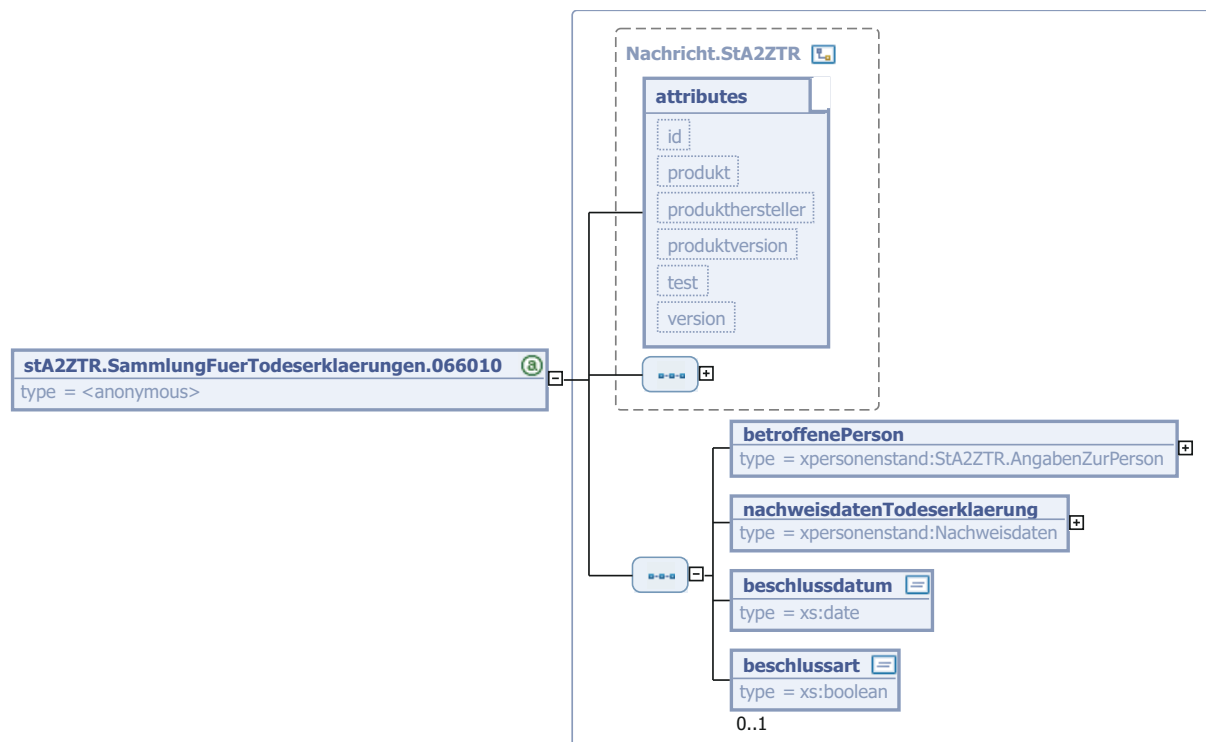 Nachricht.StA2ZTR
attributes
id
produkt
produkthersteller
produktversion
test
version
stA2ZTR.SammlungFuerTodeserklaerungen.066010 a
type = <anonymous>
betroffenePerson
type = xpersonenstand:StA2ZTR.AngabenZurPerson
nachweisdatenTodeserklaerung
type = xpersonenstand:Nachweisdaten
beschlussdatum
type = xs:date
beschlussart
type = xs:boolean
0..1